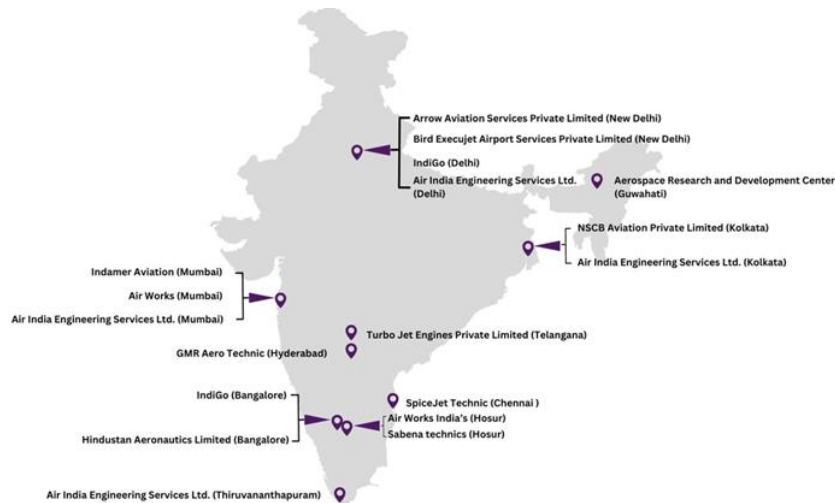 Arrow Aviation Services Private Limited (New Delhi)
Bird Execujet Airport Services Private Limited (New Delhi)
IndiGo (Delhi)
Air India Engineering Services Ltd.
(Delhi)
Aerospace Research and Development Center
(Guwahati)
NSCB Aviation Private Limited (Kolkata)
Air India Engineering Services Ltd. (Kolkata)
Indamer Aviation (Mumbai)
Air Works (Mumbai)
Air India Engineering Services Ltd. (Mumbai)
Turbo Jet Engines Private Limited (Telangana)
GMR Aero Technic (Hyderabad)
IndiGo (Bangalore)
Hindustan Aeronautics Limited (Bangalore)
SpiceJet Technic (Chennai )
Air Works India's (Hosur)
Sabena technics (Hosur)
Air India Engineering Services Ltd. (Thiruvananthapuram)